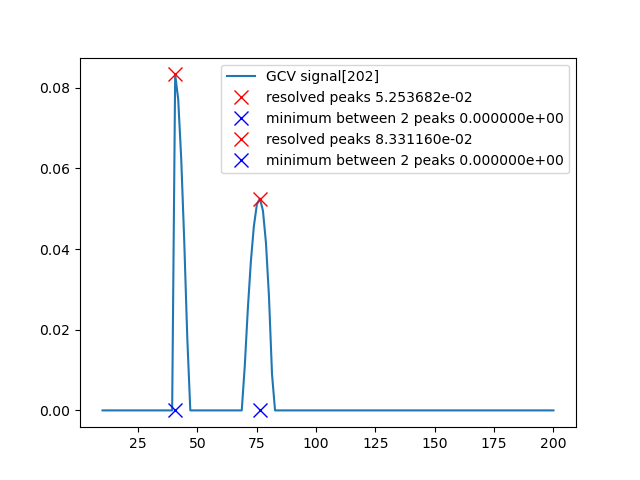 GCV signal[202]
resolved peaks 5.253682e-02
minimum between 2 peaks 0.000000e+00
resolved peaks 8.331160e-02
minimum between 2 peaks 0.000000e+00
0.08
0.06
0.04
0.02
0.00
25 50 75 100 125 150 175 200